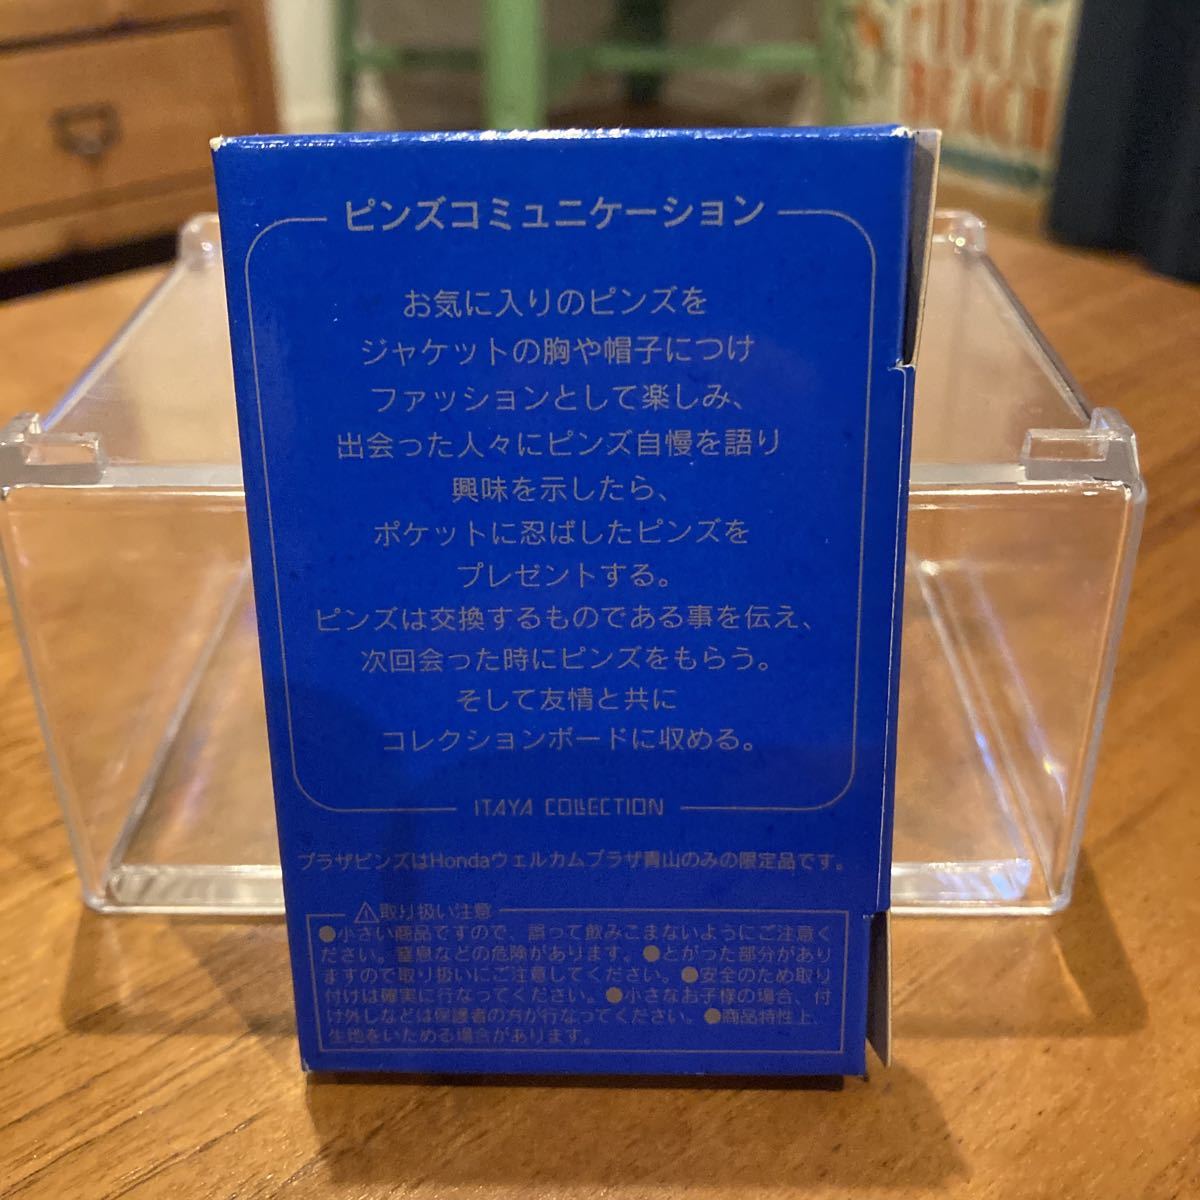 PUBLIC
BEACH
ピンズコミュニケーション
お気に入りのピンズを
ジャケットの胸や帽子につけ
ファッションとして楽しみ、
出会った人々にピンズ自慢を語り
興味を示したら、
ポケットに忍ばしたピンズを
プレゼントする。
ピンズは交換するものである事を伝え、
次回会った時にピンズをもらう。
そして友情と共に
コレクションボードに収める。
ITAYA COLLECTION
プラザピンズはHondaウェルカムプラザ青山のみの限定品です。
⚠取り扱い注意
●小さい商品ですので、誤って飲みこまないようにご注意く
ださい。窒息などの危険があります。●とがった部分があり
ますので取り扱いにご注意してください。●安全のため取り
付けは確実に行なってください。●小さなお子様の場合、付
け外しなどは保護者の方が行なってください。●商品特性上、
生地をいためる場合があります。